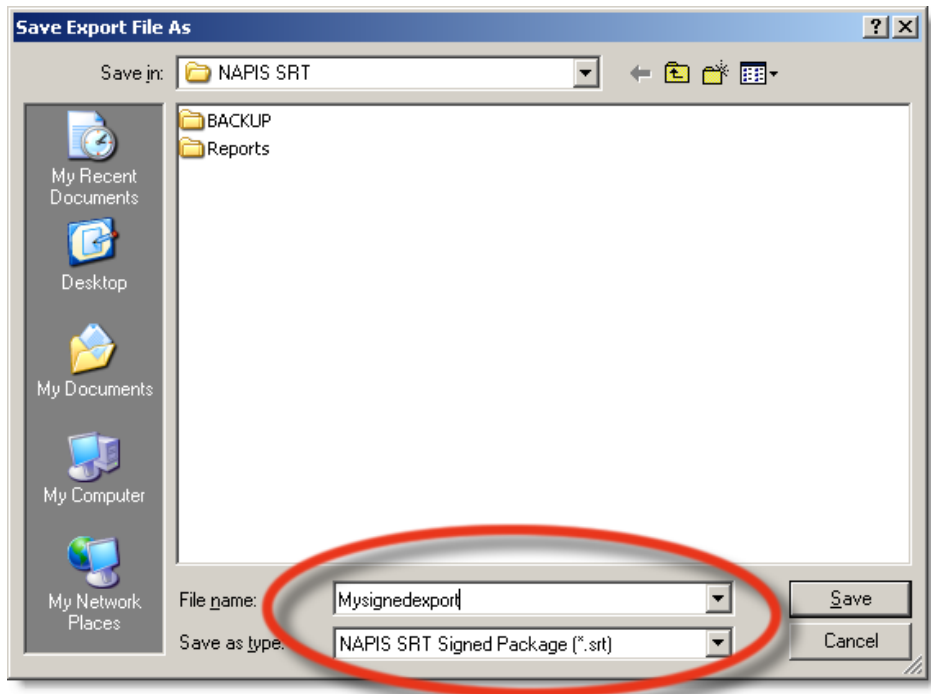 Save Export File As
Save in: NAPIS SRT
BACKUP
Reports
My Recent
Documents
Desktop
My Documents
My Computer
My Network
Places
File name: Mysignedexport
Save
Save as type: NAPIS SRT Signed Package (*.srt)
Cancel